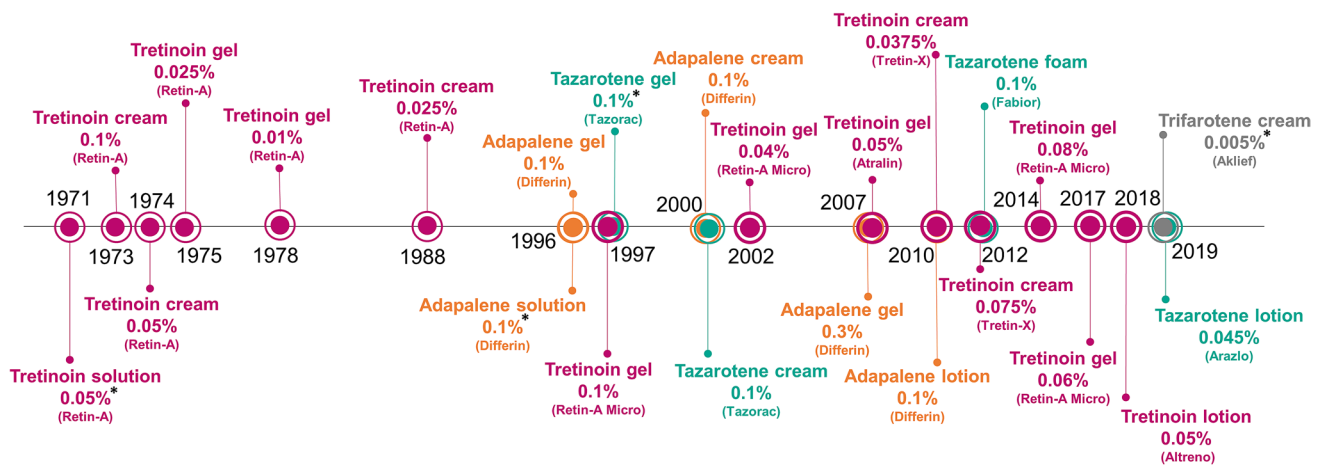 Tretinoin solution
0.05%*
(Retin-A)
1971
Tretinoin cream
0.1%
(Retin-A)
1973
1974
Tretinoin cream
0.05%
(Retin-A)
Tretinoin gel
0.025%
(Retin-A)
1975
Tretinoin gel
0.01%
(Retin-A)
1978
Tretinoin cream
0.025%
(Retin-A)
1988
Adapalene gel
0.1%
(Differin)
1996
Adapalene solution
0.1%*
(Differin)
Tazarotene gel
0.1%*
(Tazorac)
1997
Tretinoin gel
0.1%
(Retin-A Micro)
Adapalene cream
0.1%
(Differin)
2000
Tazarotene cream
0.1%
(Tazorac)
Tretinoin gel
0.04%
(Retin-A Micro)
2002
Tretinoin gel
0.05%
(Atralin)
2007
Adapalene gel
0.3%
(Differin)
Tretinoin cream
0.0375%
(Tretin-X)
2010
Adapalene lotion
0.1%
(Differin)
Tazarotene foam
0.1%
(Fabior)
2012
Tretinoin cream
0.075%
(Tretin-X)
Tretinoin gel
0.08%
(Retin-A Micro)
2014
2017
Tretinoin gel
0.06%
(Retin-A Micro)
2018
Tretinoin lotion
0.05%
(Altreno)
Trifarotene cream
0.005%*
(Aklief)
2019
Tazarotene lotion
0.045%
(Arazlo)